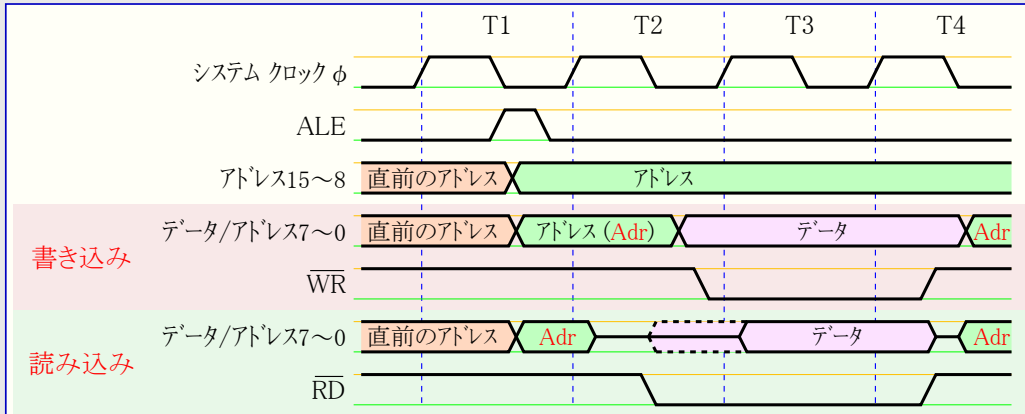 T1 T2 T3 T4
システム クロック φ
ALE
アドレス15～8 直前のアドレス アドレス
書き込み
データ/アドレス7～0 直前のアドレス アドレス (Adr) データ Adr
WR
読み込み
データ/アドレス7～0 直前のアドレス Adr データ Adr
RD